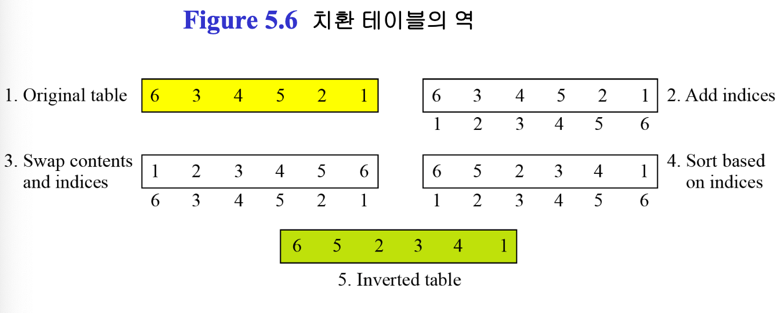 Figure 5.6 치환 테이블의 역
1. Original table
6 3 4 5 2 1
6 3 4 5 2 1
1 2 3 4 5 6
2. Add indices
3. Swap contents
and indices
1 2 3 4 5 6
6 3 4 5 2 1
6 5 2 3 4 1
1 2 3 4 5 6
4. Sort based
on indices
6 5 2 3 4 1
5. Inverted table